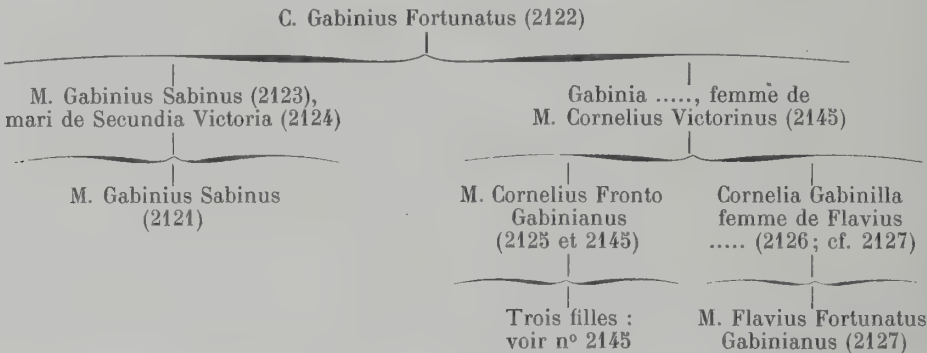 C. Gabinius Fortunatus (2122)
M. Gabinius Sabinus (2123),
mari de Secundia Victoria (2124)
Gabinia ....., femme de
M. Cornelius Victorinus (2145)
M. Gabinius Sabinus
(2121)
M. Cornelius Fronto
Gabinianus
(2125 et 2145)
Cornelia Gabinilla
femme de Flavius
..... (2126; cf. 2127)
Trois filles :
voir nº 2145
M. Flavius Fortunatus
Gabinianus (2127)